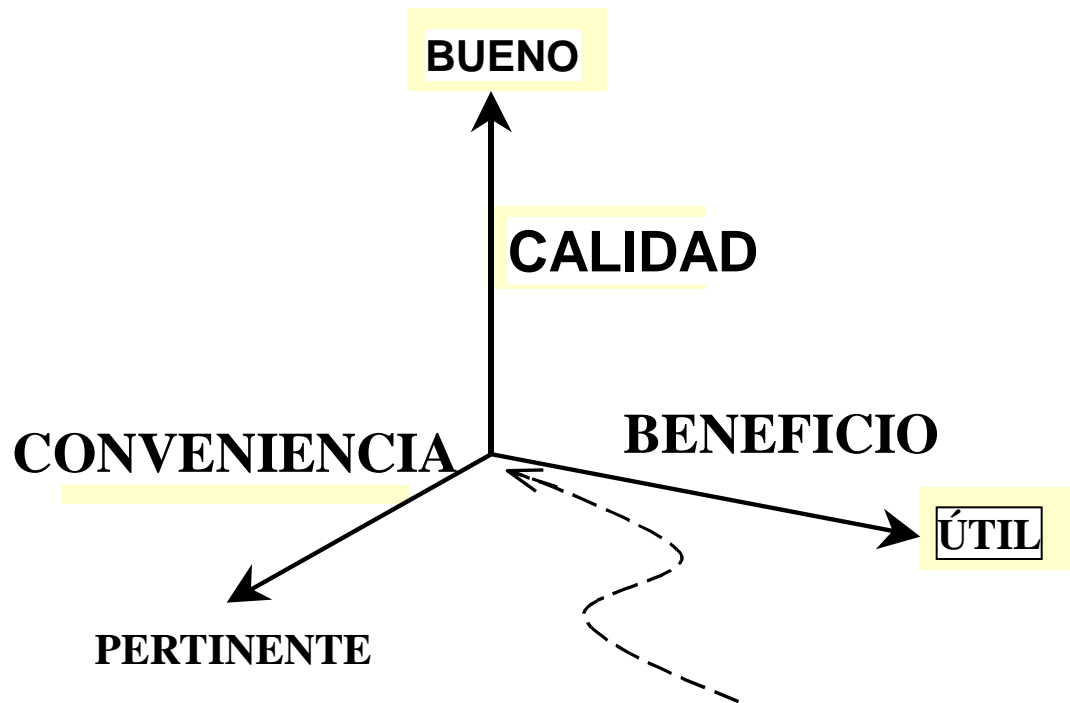 BUENO
CALIDAD
BENEFICIO
CONVENIENCIA
ÚTIL
PERTINENTE